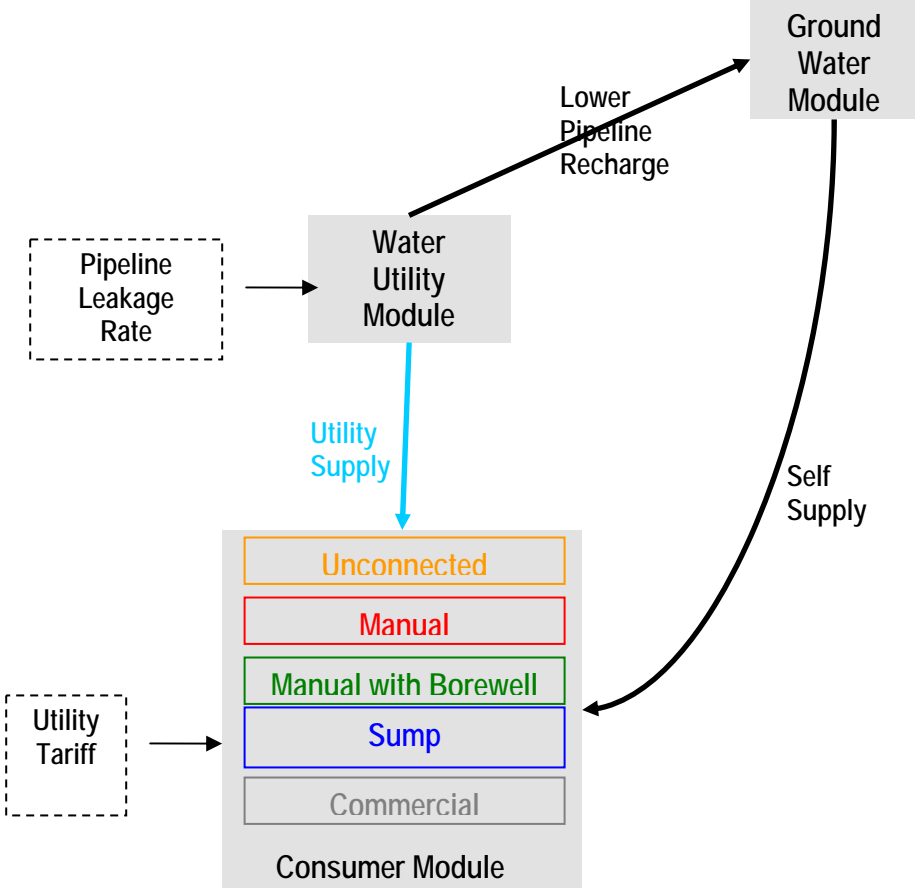 Ground
Water
Module
Lower
Pipeline
Recharge
Water
Utility
Module
Pipeline
Leakage
Rate
Utility
Supply
Self
Supply
Unconnected
Manual
Manual with Borewell
Sump
Commercial
Consumer Module
Utility
Tariff